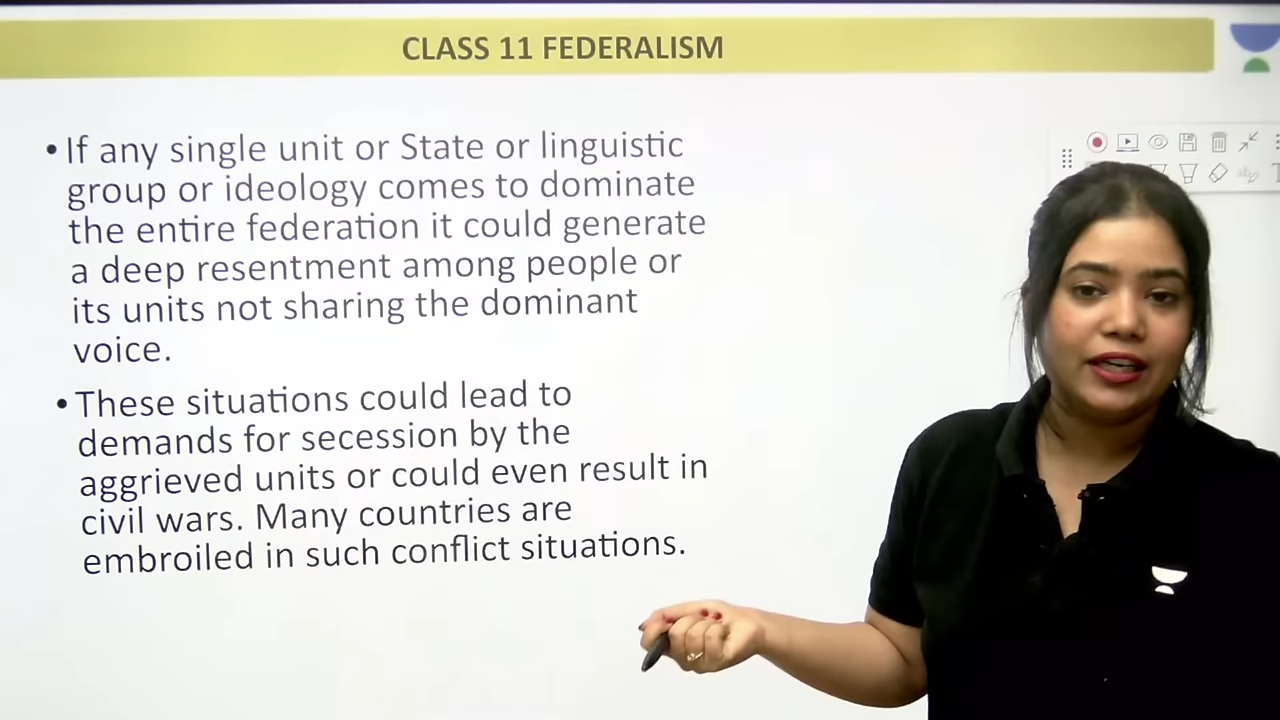 CLASS 11 FEDERALISM
• If any single unit or State or linguistic
group or ideology comes to dominate
the entire federation it could generate
a deep resentment among people or
its units not sharing the dominant
voice.
• These situations could lead to
demands for secession by the
aggrieved units or could even result in
civil wars. Many countries are
embroiled in such conflict situations.